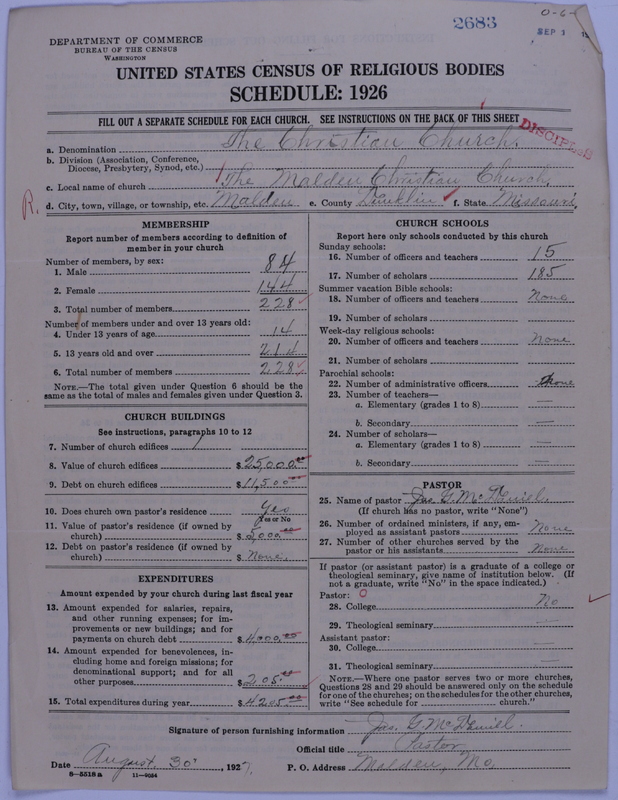 2683
SEP 1
DEPARTMENT OF COMMERCE
BUREAU OF THE CENSUS
WASHINGTON
UNITED STATES CENSUS OF RELIGIOUS BODIES
SCHEDULE: 1926
FILL OUT A SEPARATE SCHEDULE FOR EACH CHURCH. SEE INSTRUCTIONS ON THE BACK OF THIS SHEET
DISCIPLES
a. Denomination The Christian Church.
b. Division (Association, Conference, Diocese, Presbytery, Synod, etc.)
c. Local name of church The Malden Christian Church.
R.
d. City, town, village, or township, etc. Malden e. County Dunklin f. State Missouri
MEMBERSHIP
Report number of members according to definition of member in your church
Number of members, by sex:
1. Male 84
2. Female 144
3. Total number of members 228
Number of members under and over 13 years old:
4. Under 13 years of age 14
5. 13 years old and over 214
6. Total number of members 228
NOTE.—The total given under Question 6 should be the same as the total of males and females given under Question 3.
CHURCH BUILDINGS
See instructions, paragraphs 10 to 12
7. Number of church edifices 1
8. Value of church edifices $25,000.00
9. Debt on church edifices $11,500.00
10. Does church own pastor's residence Yes
Yes or No
11. Value of pastor's residence (if owned by church) $5,000.00
12. Debt on pastor's residence (if owned by church) $ None.
EXPENDITURES
Amount expended by your church during last fiscal year
13. Amount expended for salaries, repairs, and other running expenses; for improvements or new buildings; and for payments on church debt $4000.00
14. Amount expended for benevolences, including home and foreign missions; for denominational support; and for all other purposes $205.00
15. Total expenditures during year $4205.00
CHURCH SCHOOLS
Report here only schools conducted by this church
Sunday schools:
16. Number of officers and teachers 15
17. Number of scholars 185
Summer vacation Bible schools:
18. Number of officers and teachers None
19. Number of scholars
Week-day religious schools:
20. Number of officers and teachers None
21. Number of scholars
Parochial schools:
22. Number of administrative officers None
23. Number of teachers—
a. Elementary (grades 1 to 8) —
b. Secondary —
24. Number of scholars—
a. Elementary (grades 1 to 8) —
b. Secondary —
PASTOR
25. Name of pastor Jas. G. McDaniel.
(If church has no pastor, write "None")
26. Number of ordained ministers, if any, employed as assistant pastors None
27. Number of other churches served by the pastor or his assistants None
If pastor (or assistant pastor) is a graduate of a college or theological seminary, give name of institution below. (If not a graduate, write "No" in the space indicated.)
Pastor: O
28. College No
29. Theological seminary —
Assistant pastor:
30. College —
31. Theological seminary —
NOTE.—Where one pastor serves two or more churches, Questions 28 and 29 should be answered only on the schedule for one of the churches; on the schedules for the other churches, write "See schedule for church."
Signature of person furnishing information Jas. G. McDaniel.
Official title Pastor
Date August 30, 1927. P. O. Address Malden, Mo.
8—5518a 11—9024